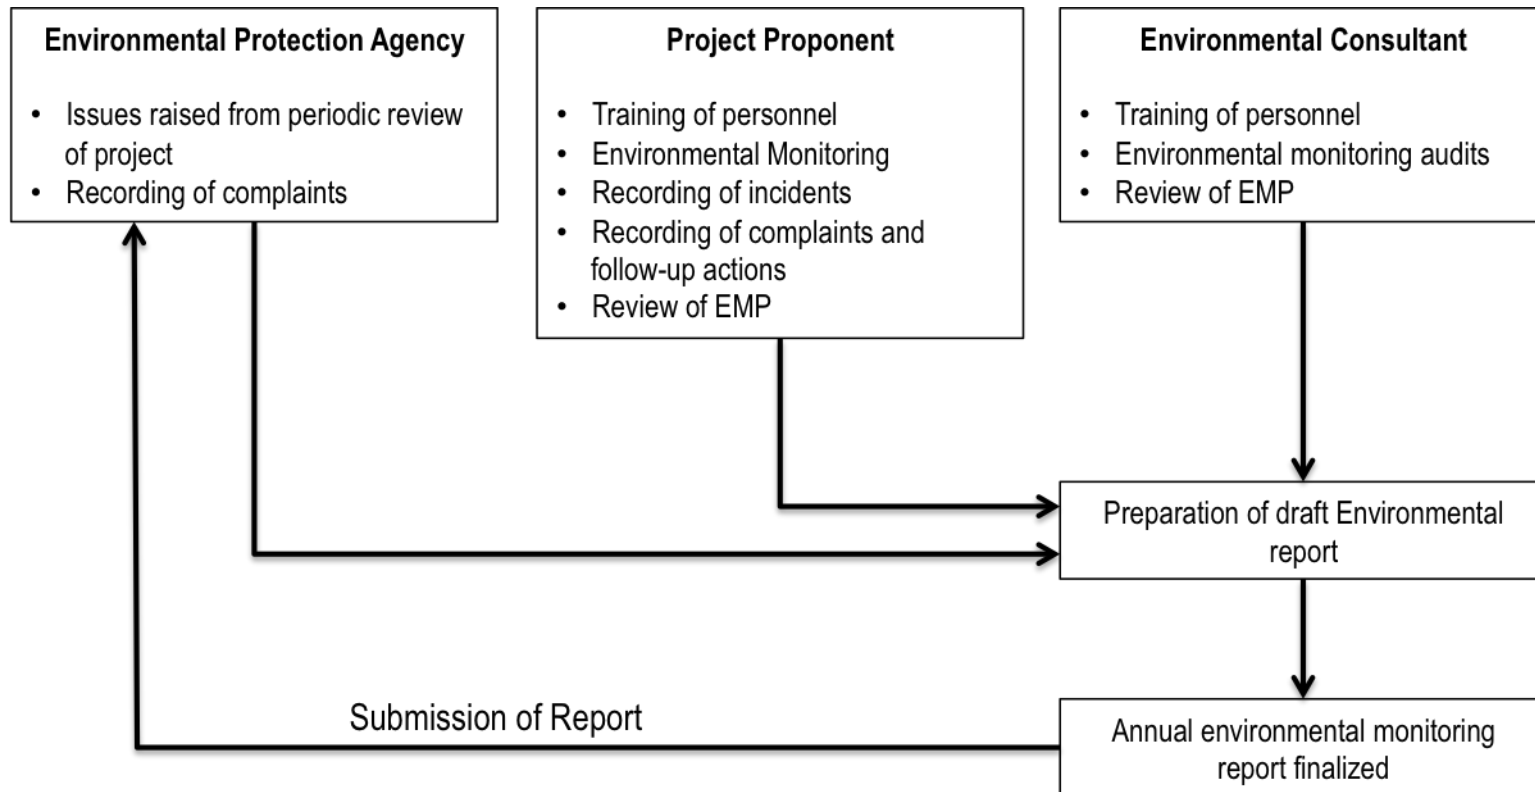 Environmental Protection Agency
• Issues raised from periodic review
of project
• Recording of complaints
Project Proponent
• Training of personnel
• Environmental Monitoring
• Recording of incidents
• Recording of complaints and
follow-up actions
• Review of EMP
Environmental Consultant
• Training of personnel
• Environmental monitoring audits
• Review of EMP
Preparation of draft Environmental
report
Submission of Report
Annual environmental monitoring
report finalized